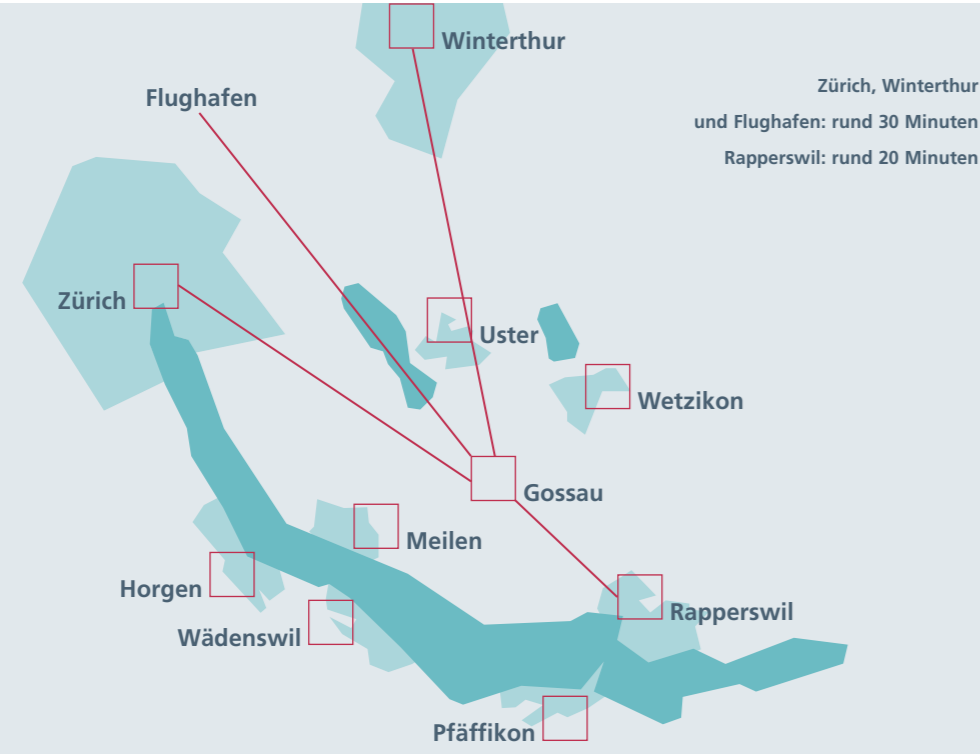 Winterthur
Zürich, Winterthur
Flughafen
und Flughafen: rund 30 Minuten
Rapperswil: rund 20 Minuten
Zürich
Uster
Wetzikon
Gossau
Meilen
Horgen
Rapperswil
Wädenswil
Pfäffikon